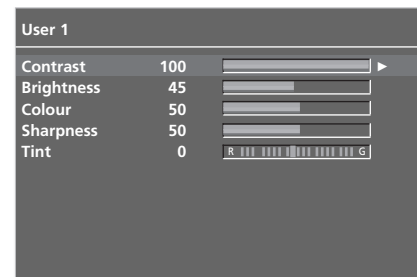 User 1
Contrast 100
Brightness 45
Colour 50
Sharpness 50
Tint 0 R G